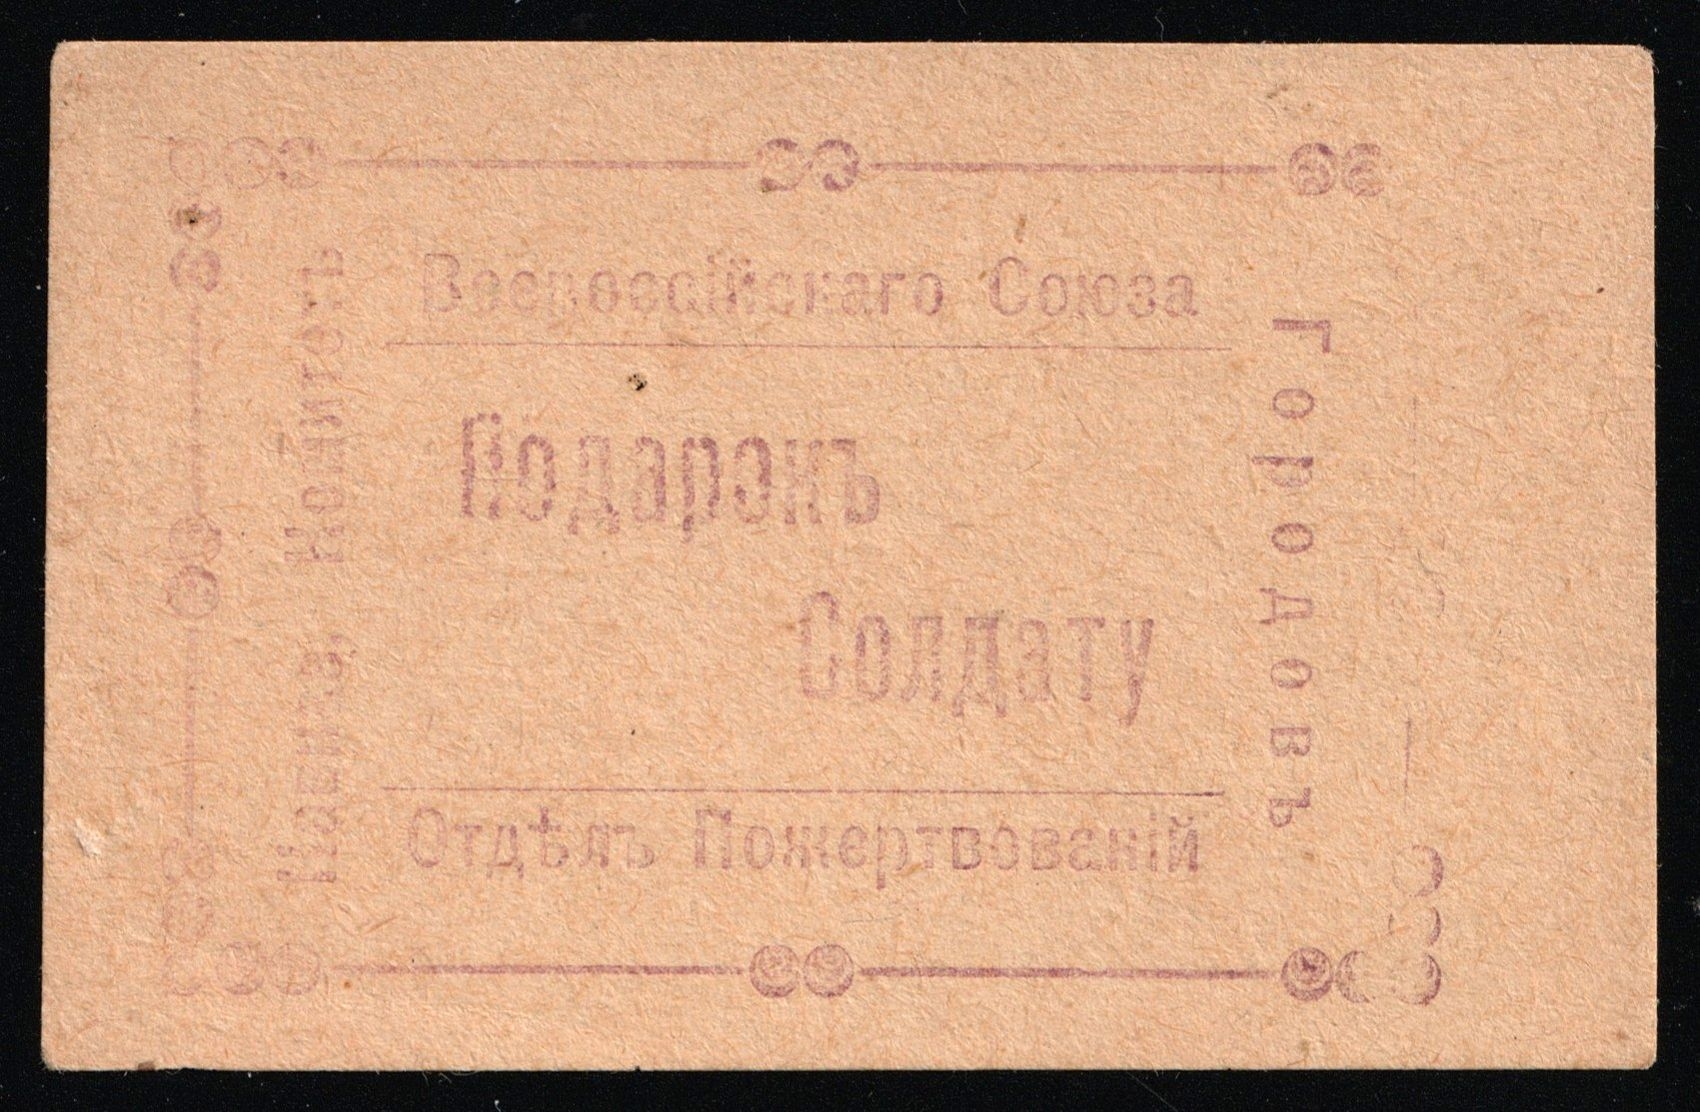 Комитетъ
Всероссійскаго Союза
Городовъ
Подарокъ
Солдату
Отдѣлъ Пожертвованій